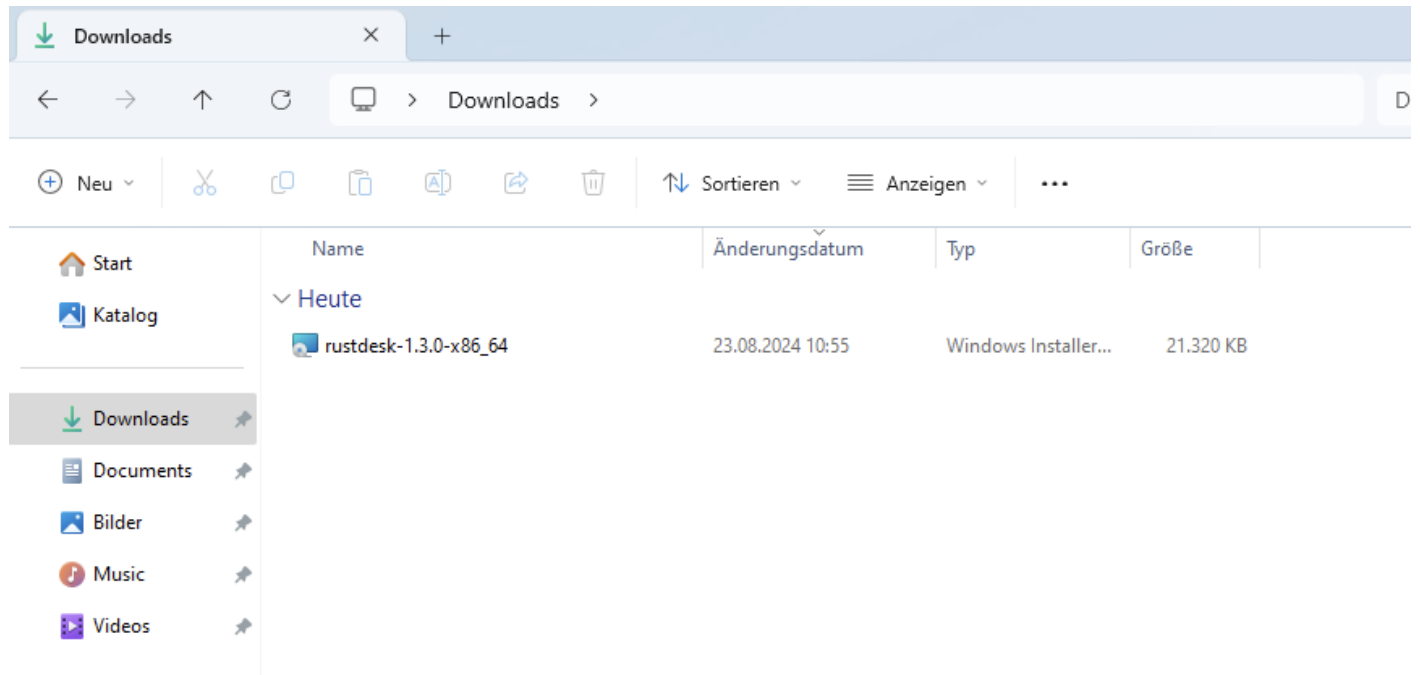 Downloads
Downloads
D
Neu
Sortieren
Anzeigen
Start
Katalog
Downloads
Documents
Bilder
Music
Videos
Name Änderungsdatum Typ Größe
Heute
rustdesk-1.3.0-x86_64 23.08.2024 10:55 Windows Installer... 21.320 KB